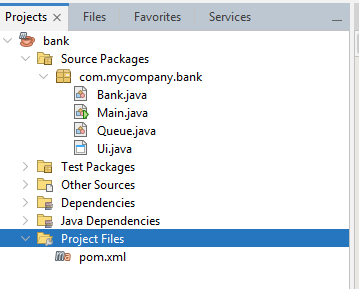 Projects Files Favorites Services
bank
Source Packages
com.mycompany.bank
Bank.java
Main.java
Queue.java
Ui.java
Test Packages
Other Sources
Dependencies
Java Dependencies
Project Files
pom.xml